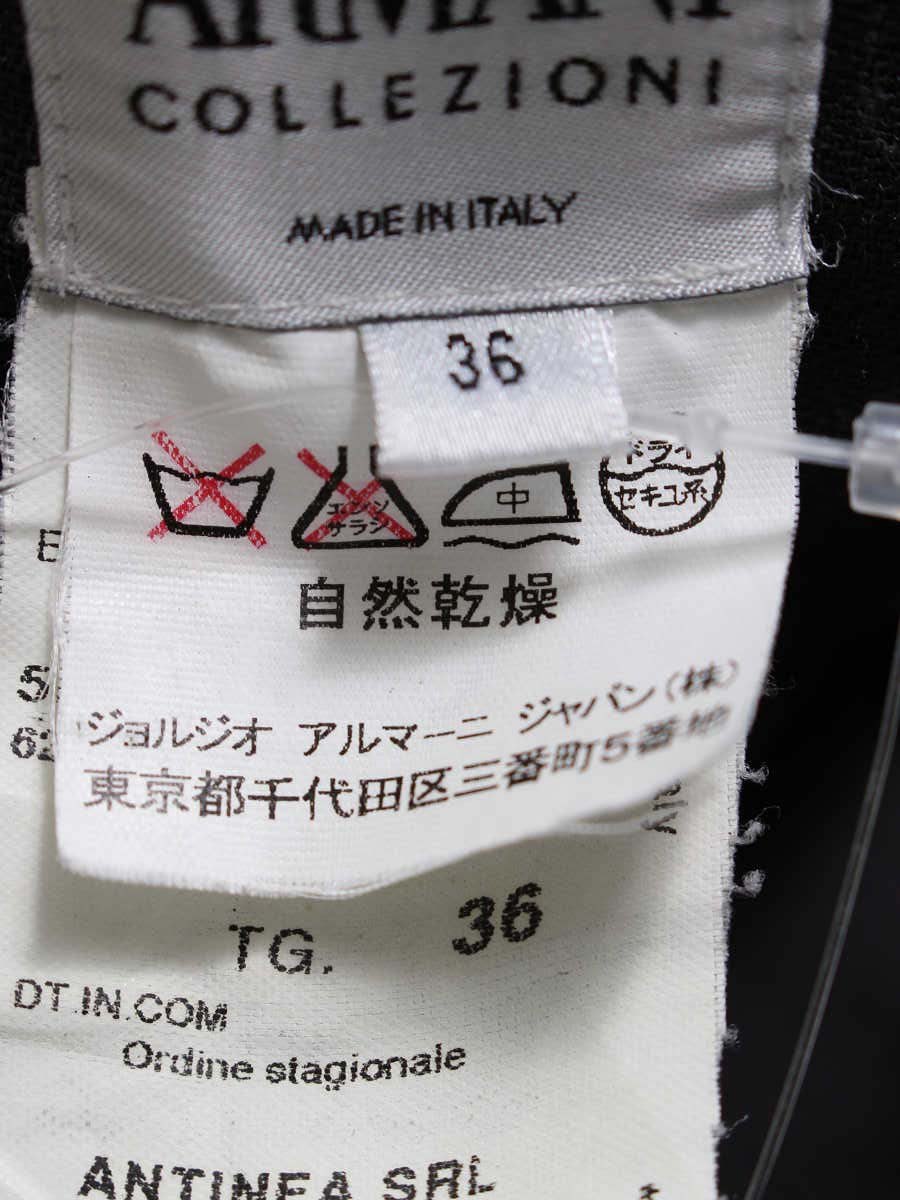 ARMANI
COLLEZIONI
MADE IN ITALY
36
エンソ
サラシ
中
ドライ
セキユ系
自然乾燥
ジョルジオ アルマーニ ジャパン(株)
東京都千代田区三番町5番地
TG. 36
DT.IN.COM
Ordine stagionale
ANTINEA SRL